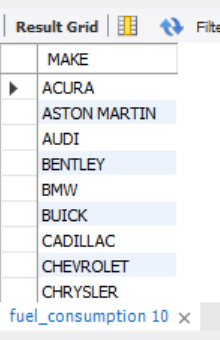 Result Grid Filte
MAKE
ACURA
ASTON MARTIN
AUDI
BENTLEY
BMW
BUICK
CADILLAC
CHEVROLET
CHRYSLER
fuel_consumption 10 ×